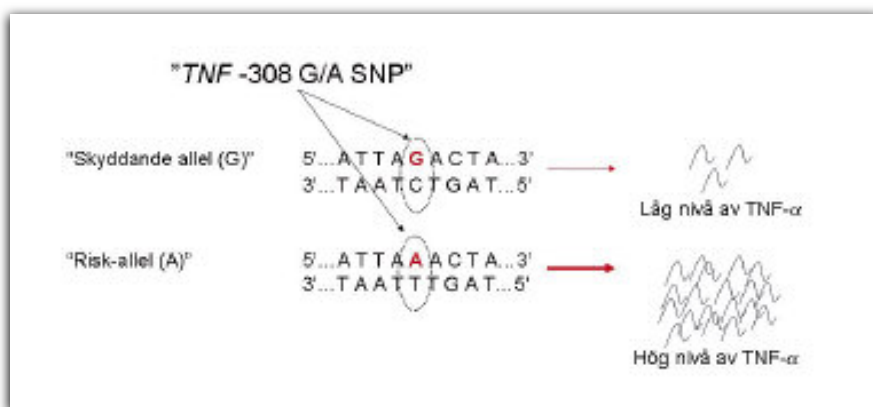 "TNF -308 G/A SNP"
"Skyddande allel (G)" 5'...ATTAGACTA...3'
3'...TAATCTGAT...5'
Låg nivå av TNF-α
"Risk-allel (A)" 5'...ATTAAACTA...3'
3'...TAATTTGAT...5'
Hög nivå av TNF-α